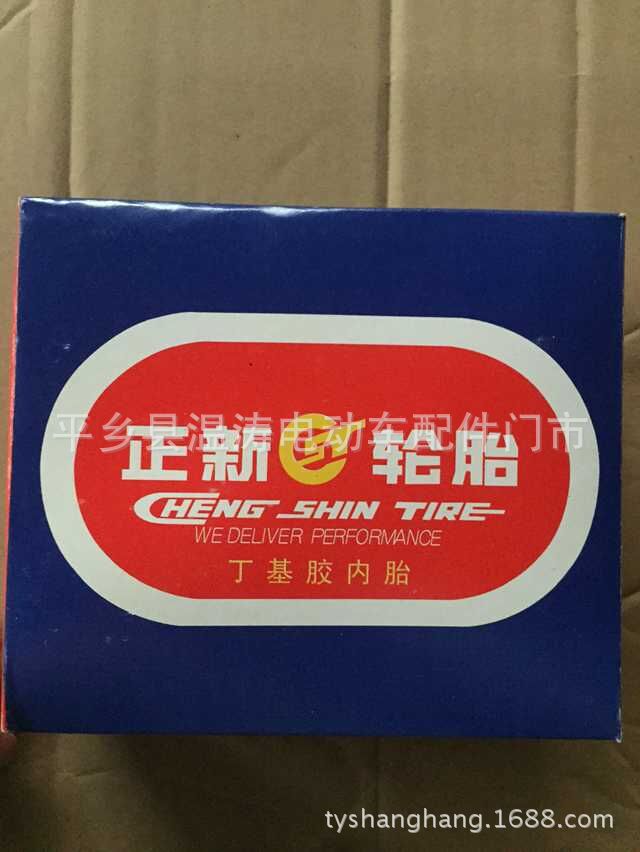 平乡县湿涛电动车配件门市
正新 轮胎
CHENG SHIN TIRE
WE DELIVER PERFORMANCE
丁基胶内胎
tyshanghang.1688.com